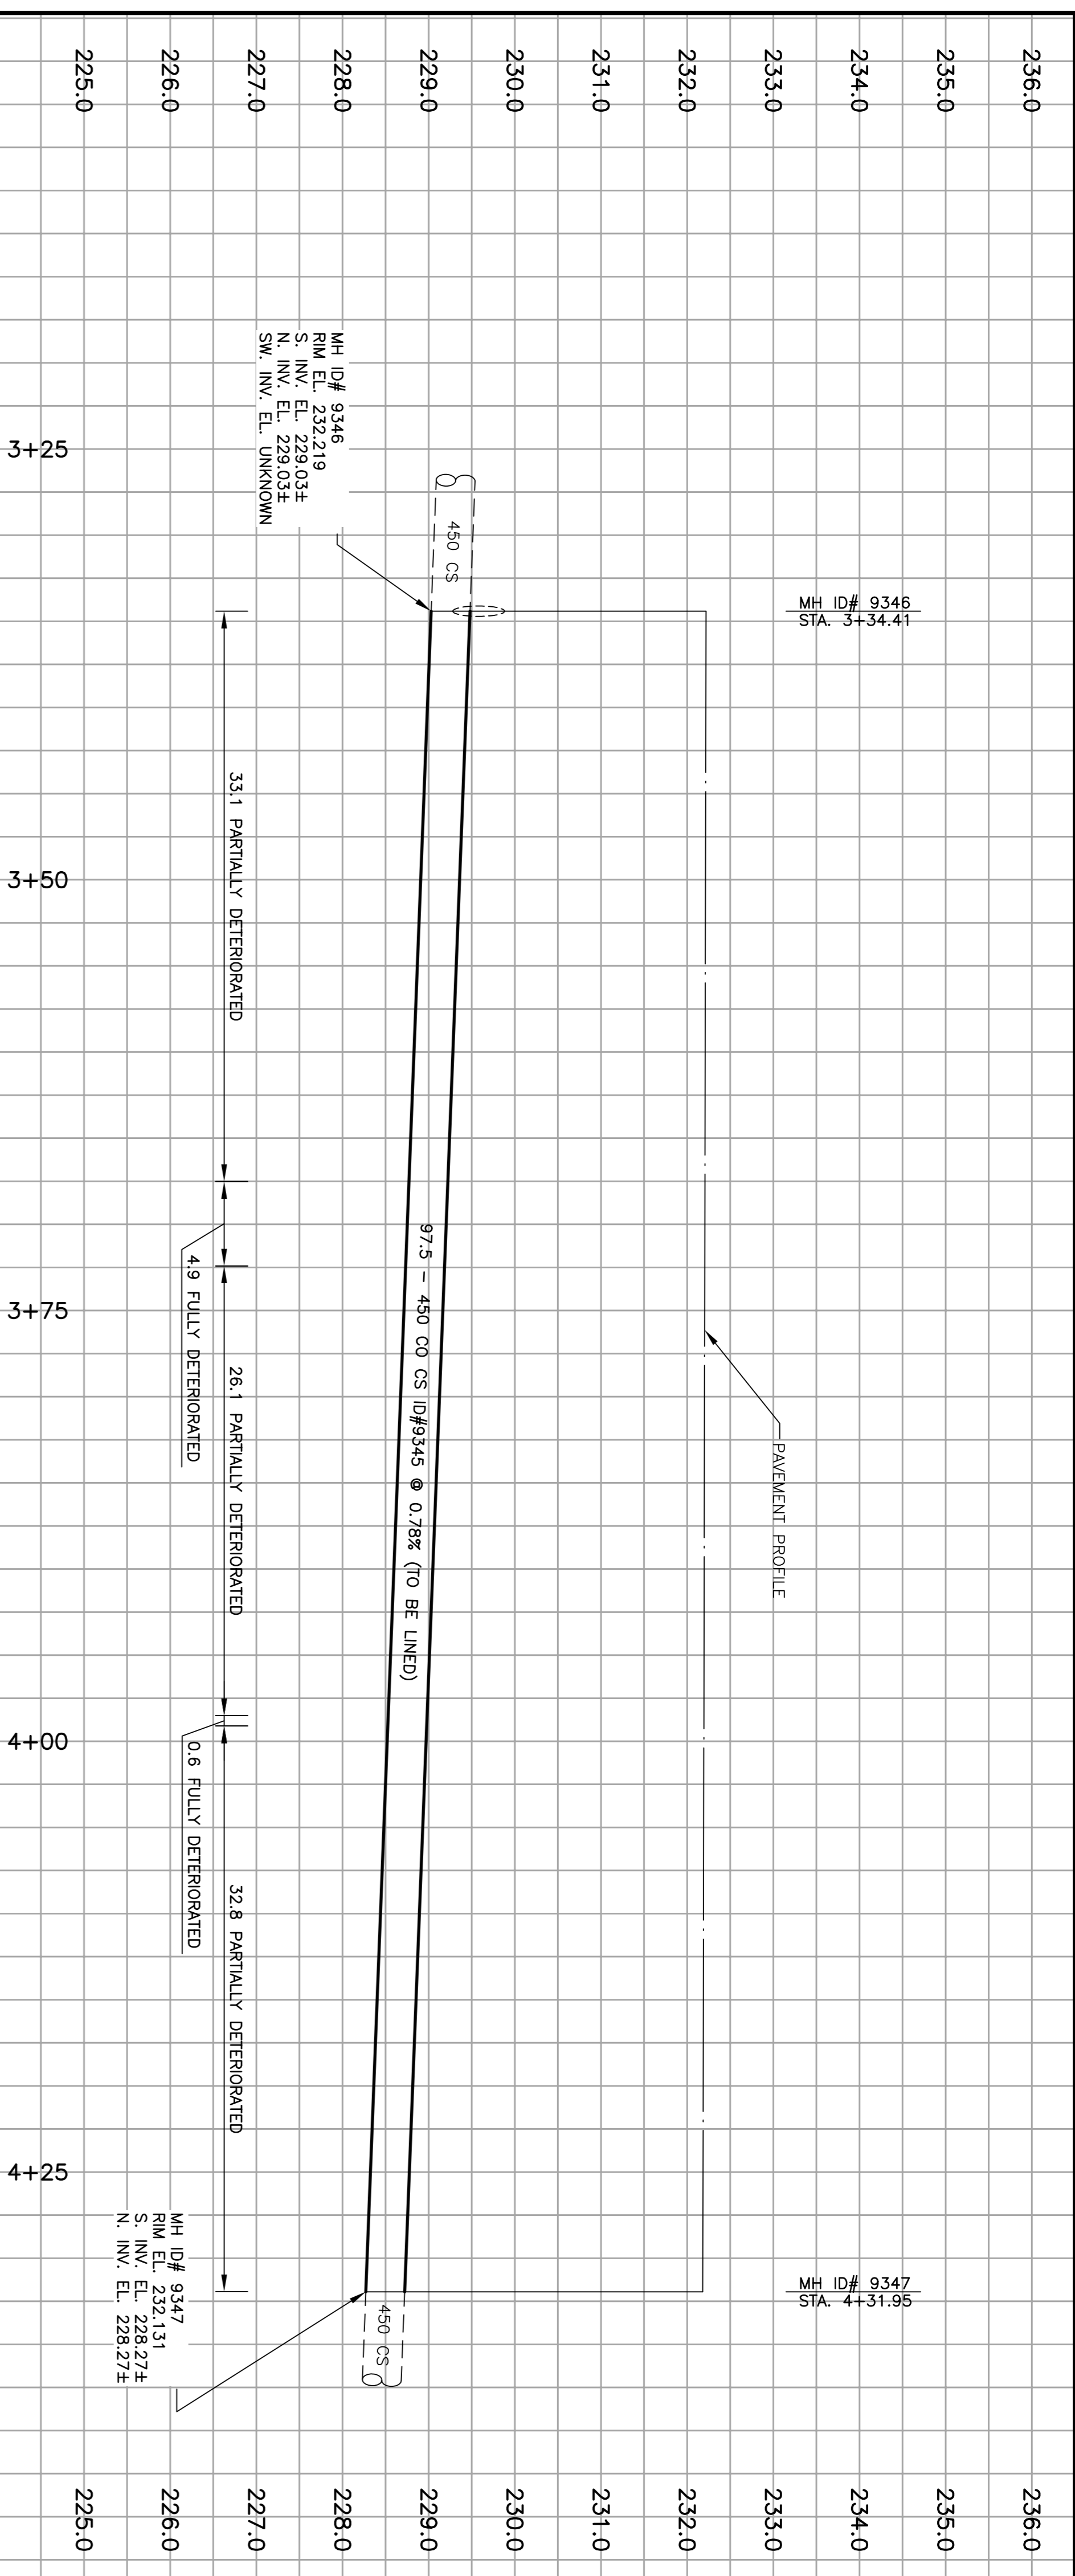 236.0
235.0
234.0
233.0
232.0
231.0
230.0
229.0
228.0
227.0
226.0
225.0
MH ID# 9346
STA. 3+34.41
MH ID# 9347
STA. 4+31.95
PAVEMENT PROFILE
450 CS
97.5 - 450 CO CS ID#9345 @ 0.78% (TO BE LINED)
450 CS
MH ID# 9346
RIM EL. 232.219
S. INV. EL. 229.03±
N. INV. EL. 229.03±
SW. INV. EL. UNKNOWN
33.1 PARTIALLY DETERIORATED
4.9 FULLY DETERIORATED
26.1 PARTIALLY DETERIORATED
0.6 FULLY DETERIORATED
32.8 PARTIALLY DETERIORATED
MH ID# 9347
RIM EL. 232.131
S. INV. EL. 228.27±
N. INV. EL. 228.27±
236.0
235.0
234.0
233.0
232.0
231.0
230.0
229.0
228.0
227.0
226.0
225.0
3+25
3+50
3+75
4+00
4+25